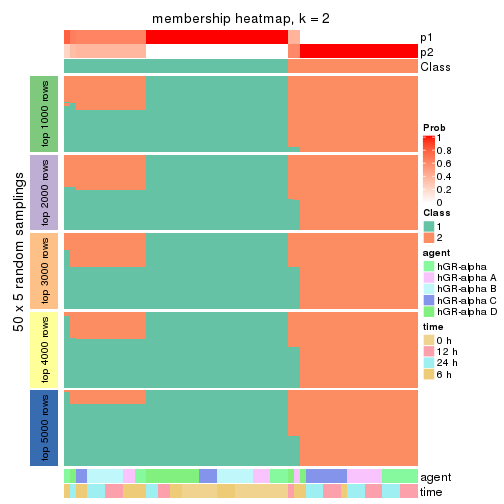 membership heatmap, k = 2
p1
p2
Class
50 x 5 random samplings
top 1000 rows
top 2000 rows
top 3000 rows
top 4000 rows
top 5000 rows
agent
time
Prob
1
0.8
0.6
0.4
0.2
0
Class
1
2
agent
hGR-alpha
hGR-alpha A
hGR-alpha B
hGR-alpha C
hGR-alpha D
time
0 h
12 h
24 h
6 h